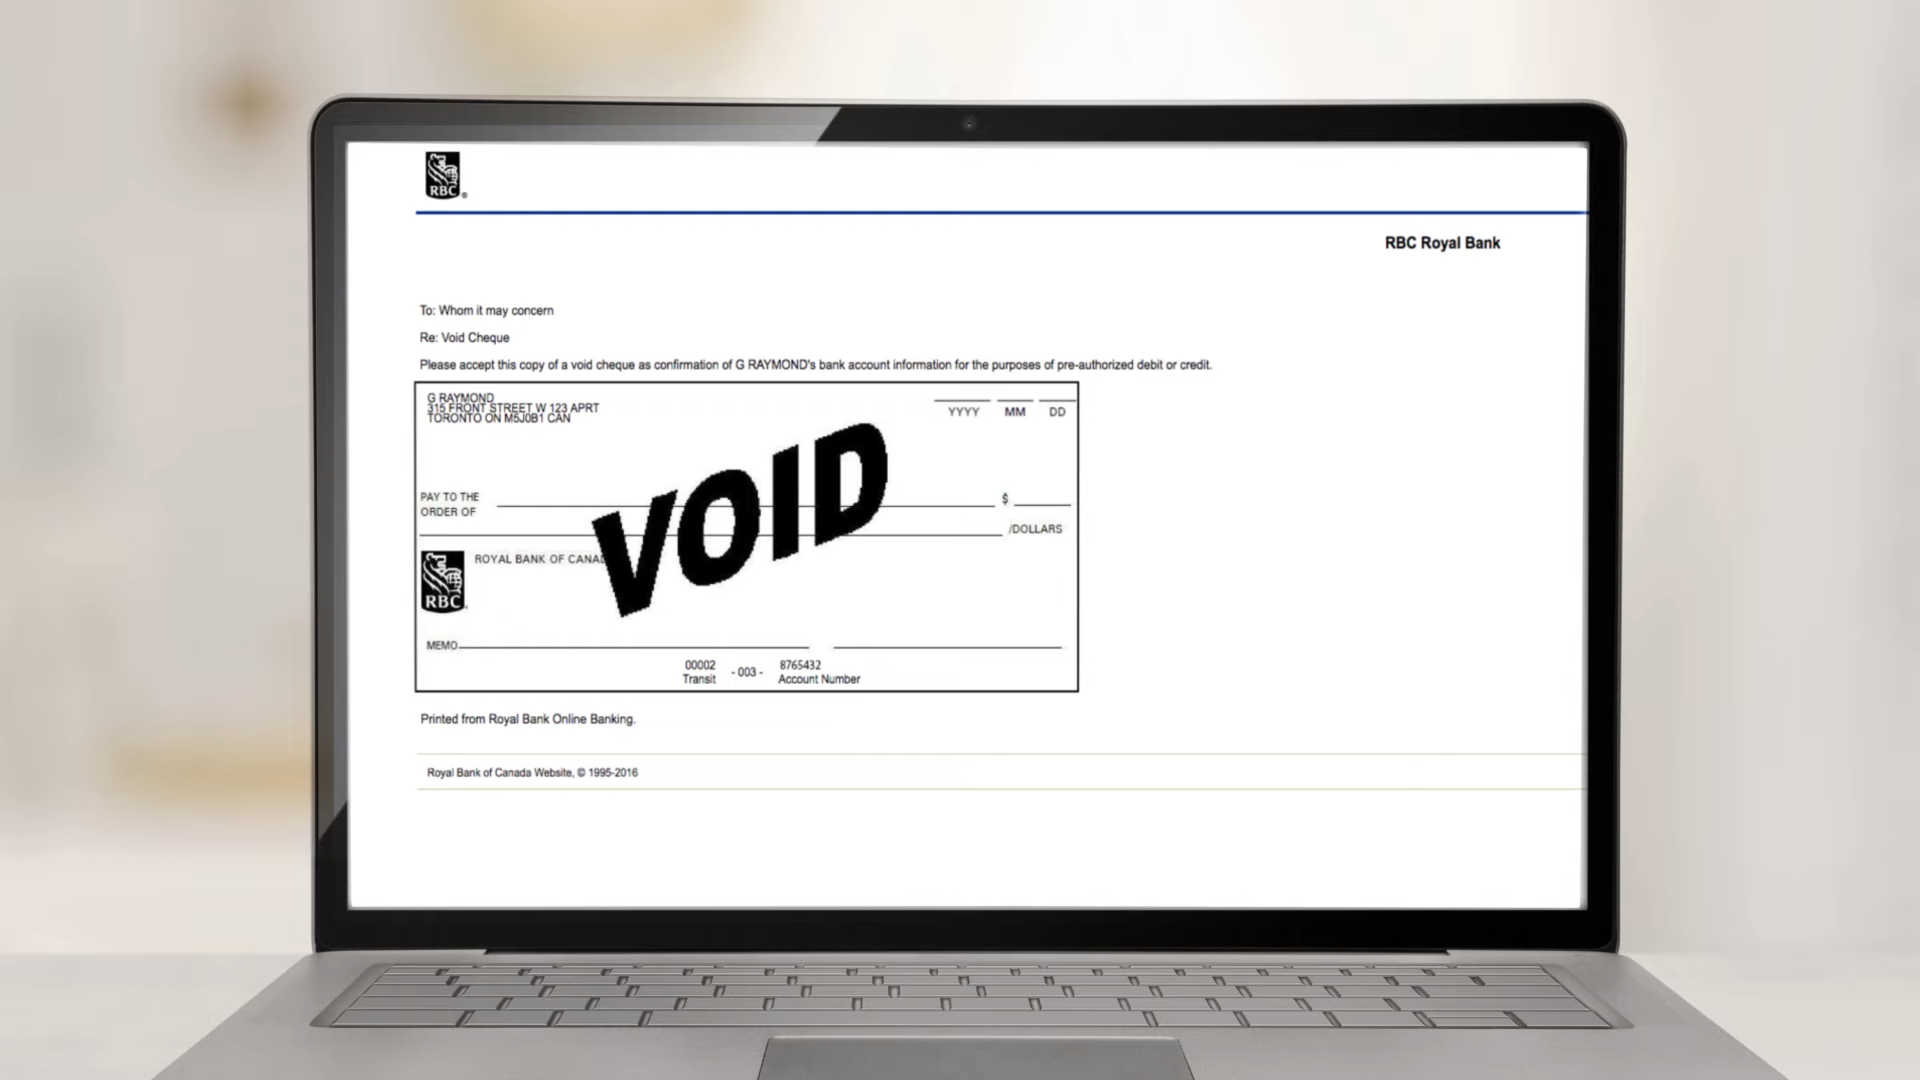 RBC
RBC Royal Bank
To: Whom it may concern
Re: Void Cheque
Please accept this copy of a void cheque as confirmation of G RAYMOND's bank account information for the purposes of pre-authorized debit or credit.
G RAYMOND
315 FRONT STREET W 123 APRT
TORONTO ON M5J0B1 CAN
YYYY MM DD
VOID
PAY TO THE
ORDER OF
$
/DOLLARS
ROYAL BANK OF CANA
RBC
MEMO
00002 - 003 - 8765432
Transit Account Number
Printed from Royal Bank Online Banking.
Royal Bank of Canada Website, © 1995-2016